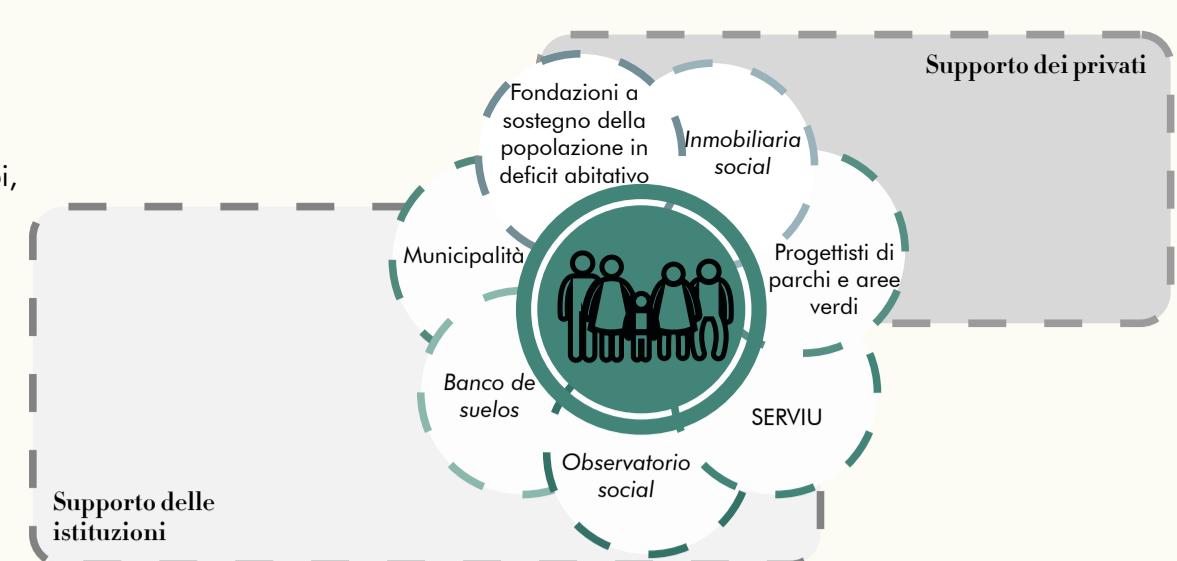 Supporto dei privati
Fondazioni a
sostegno della
popolazione in
deficit abitativo
Inmobiliaria
social
Municipalità
Progettisti di
parchi e aree
verdi
Banco de
suelos
SERVIU
Observatorio
social
Supporto delle
istituzioni